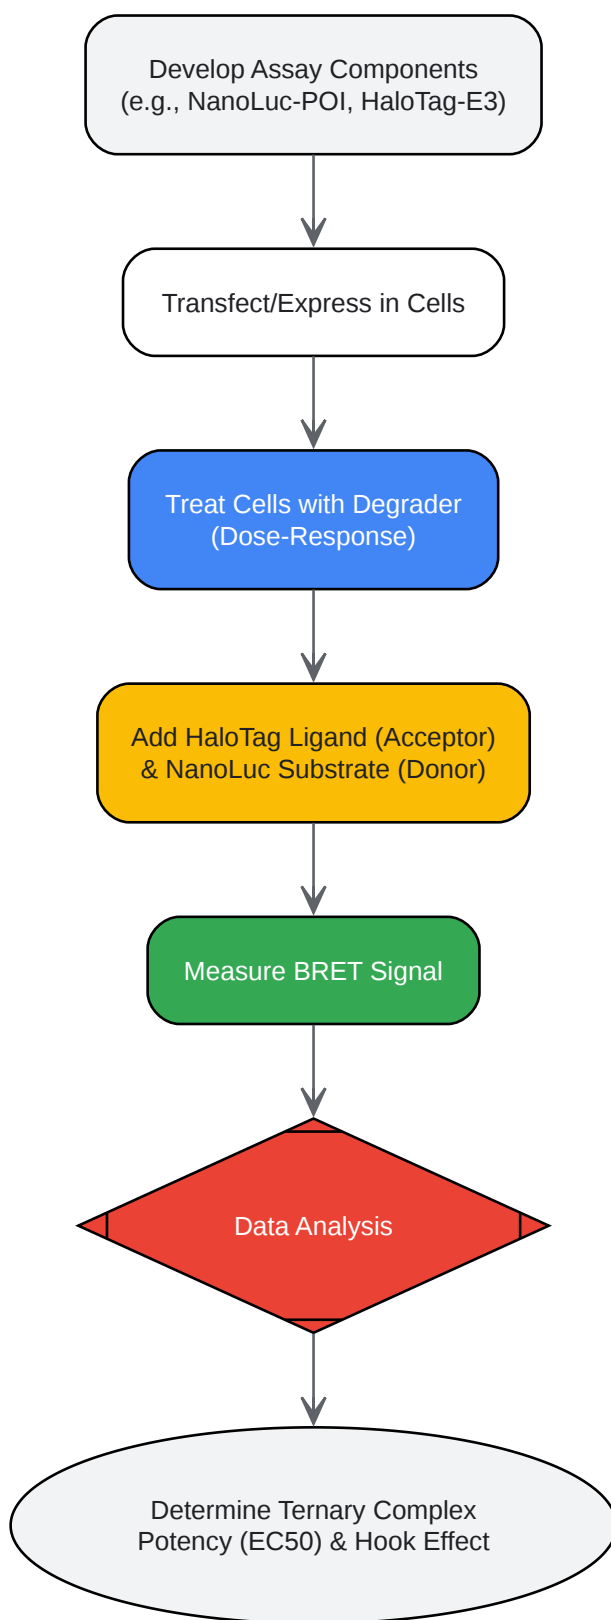 Develop Assay Components
(e.g., NanoLuc-POI, HaloTag-E3)
Transfect/Express in Cells
Treat Cells with Degrader
(Dose-Response)
Add HaloTag Ligand (Acceptor)
& NanoLuc Substrate (Donor)
Measure BRET Signal
Data Analysis
Determine Ternary Complex
Potency (EC50) & Hook Effect